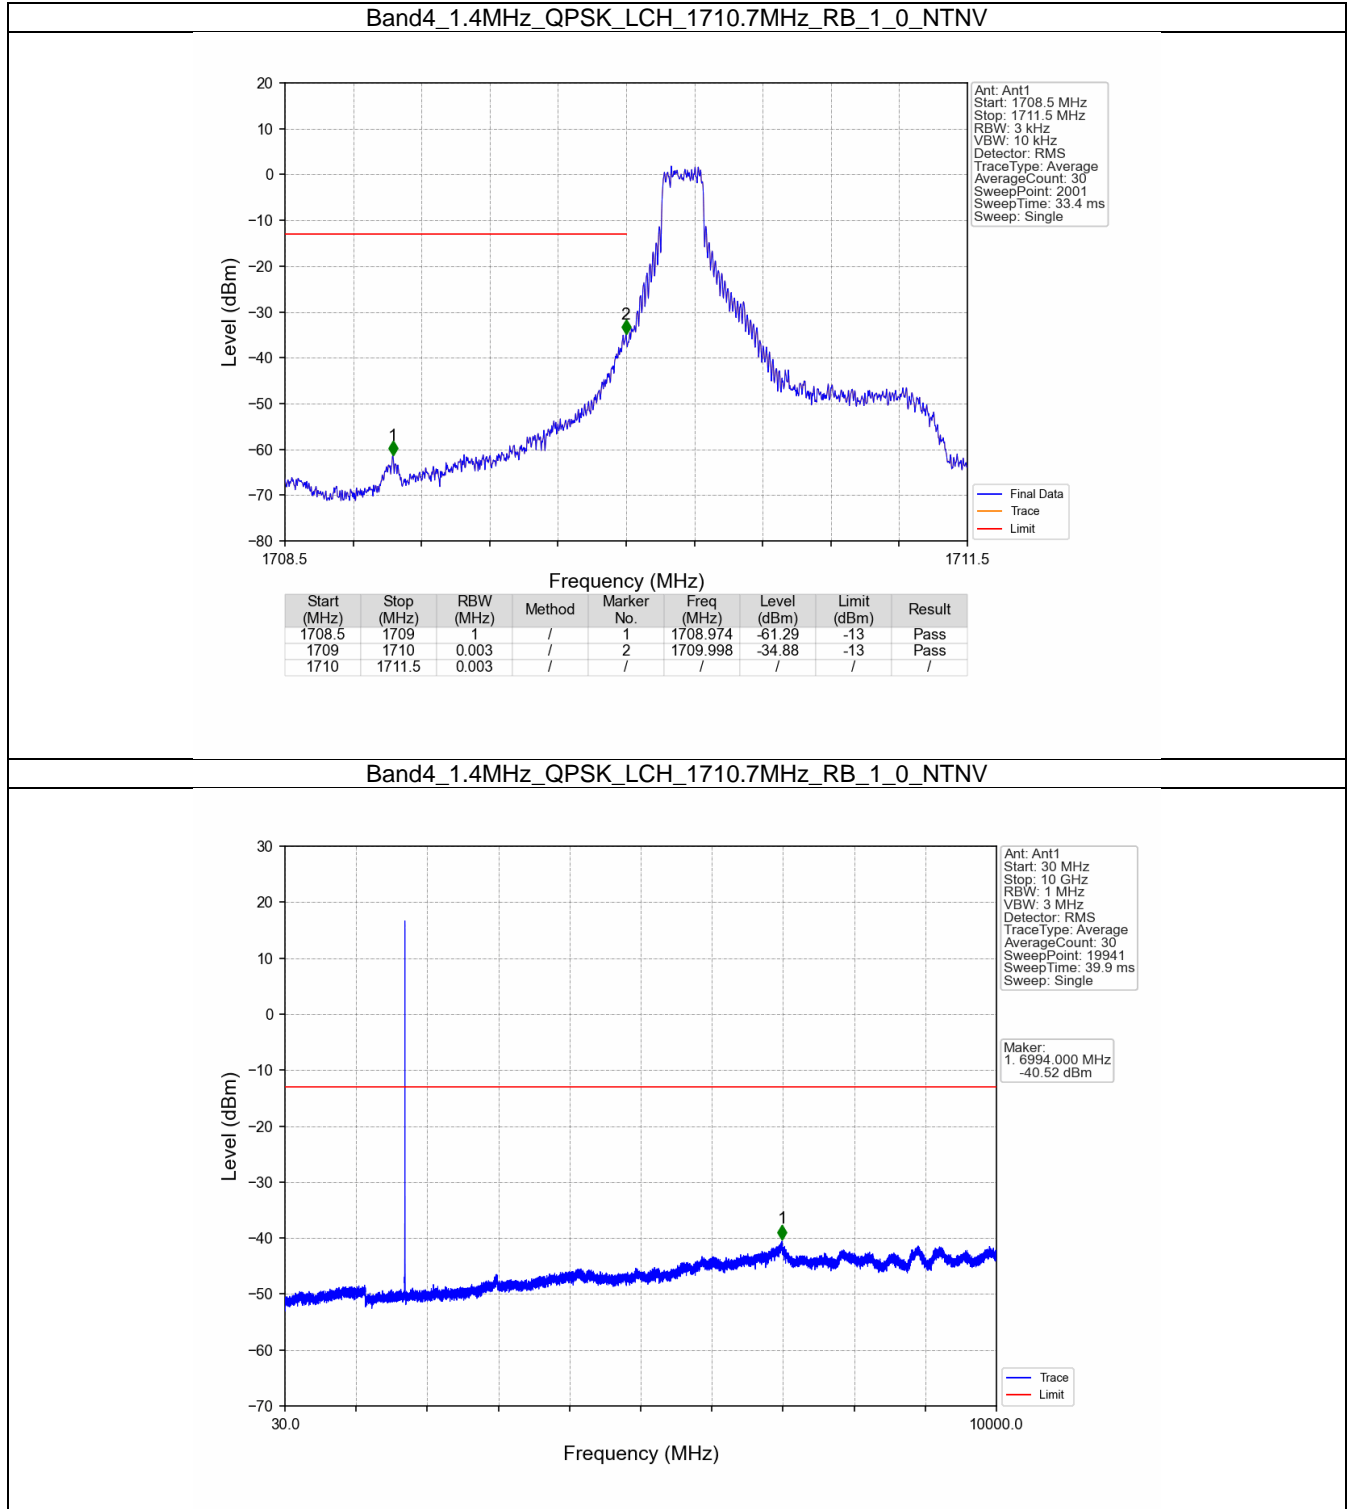 Band4_1.4MHz_QPSK_LCH_1710.7MHz_RB_1_0_NTNV
20
10
0
−10
−20
−30
−40
−50
−60
−70
−80
Level (dBm)
1
2
1708.5
1711.5
Frequency (MHz)
Ant: Ant1
Start: 1708.5 MHz
Stop: 1711.5 MHz
RBW: 3 kHz
VBW: 10 kHz
Detector: RMS
TraceType: Average
AverageCount: 30
SweepPoint: 2001
SweepTime: 33.4 ms
Sweep: Single
Final Data
Trace
Limit
Start (MHz) Stop (MHz) RBW (MHz) Method Marker No. Freq (MHz) Level (dBm) Limit (dBm) Result
1708.5 1709 1 / 1 1708.974 -61.29 -13 Pass
1709 1710 0.003 / 2 1709.998 -34.88 -13 Pass
1710 1711.5 0.003 / / / / / /
Band4_1.4MHz_QPSK_LCH_1710.7MHz_RB_1_0_NTNV
30
20
10
0
−10
−20
−30
−40
−50
−60
−70
Level (dBm)
1
30.0
10000.0
Frequency (MHz)
Ant: Ant1
Start: 30 MHz
Stop: 10 GHz
RBW: 1 MHz
VBW: 3 MHz
Detector: RMS
TraceType: Average
AverageCount: 30
SweepPoint: 19941
SweepTime: 39.9 ms
Sweep: Single
Maker:
1. 6994.000 MHz
-40.52 dBm
Trace
Limit